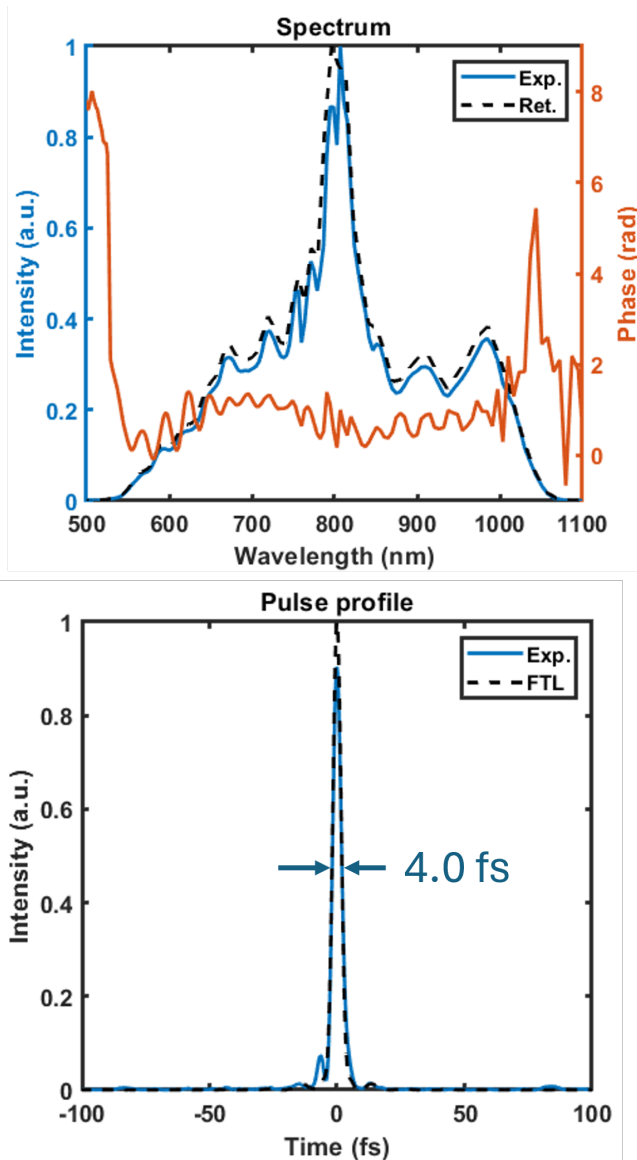 Spectrum
Exp.
Ret.
1
0.8
0.6
0.4
0.2
0
8
6
4
2
0
Intensity (a.u.)
Phase (rad)
500 600 700 800 900 1000 1100
Wavelength (nm)
Pulse profile
Exp.
FTL
1
0.8
0.6
0.4
0.2
0
4.0 fs
Intensity (a.u.)
-100 -50 0 50 100
Time (fs)